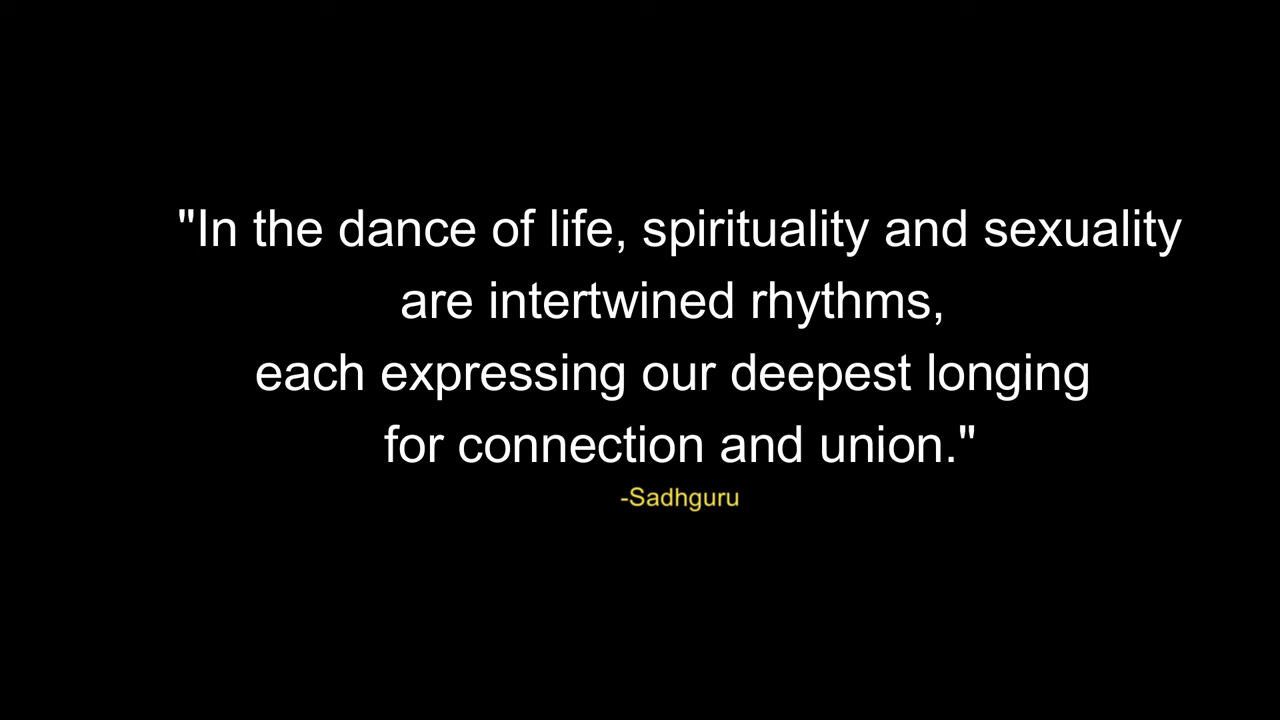 "In the dance of life, spirituality and sexuality
are intertwined rhythms,
each expressing our deepest longing
for connection and union."
-Sadhguru